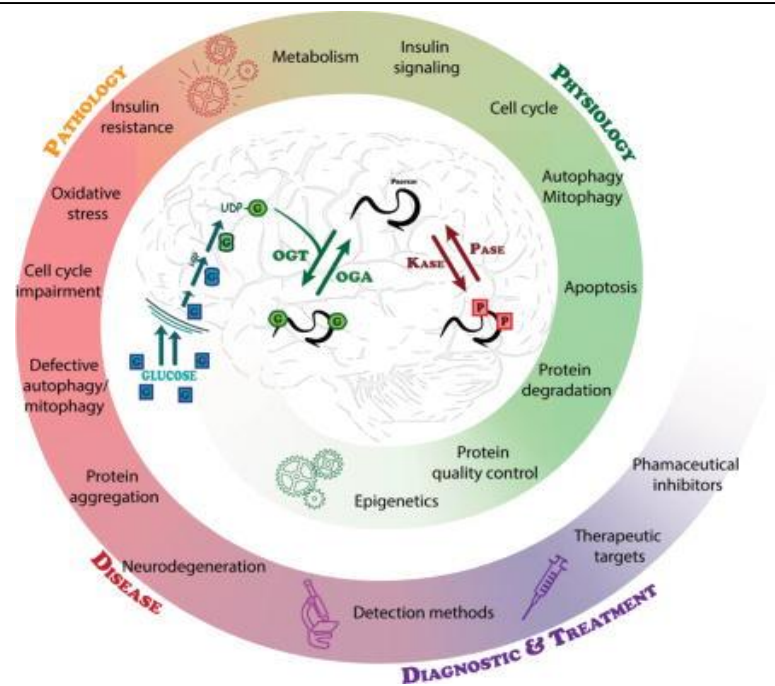 Metabolism
Insulin
signaling
Cell cycle
PHYSIOLOGY
Autophagy
Mitophagy
Apoptosis
Protein
degradation
Protein
quality control
Epigenetics
PATHOLOGY
Insulin
resistance
Oxidative
stress
Cell cycle
impairment
Defective
autophagy/
mitophagy
Protein
aggregation
DISEASE
Neurodegeneration
Detection methods
DIAGNOSTIC & TREATMENT
Therapeutic
targets
Phamaceutical
inhibitors
PROTEIN
UDP G
G
G
G
G G
GLUCOSE
G G
OGT
OGA
G G
KASE
PASE
P
P